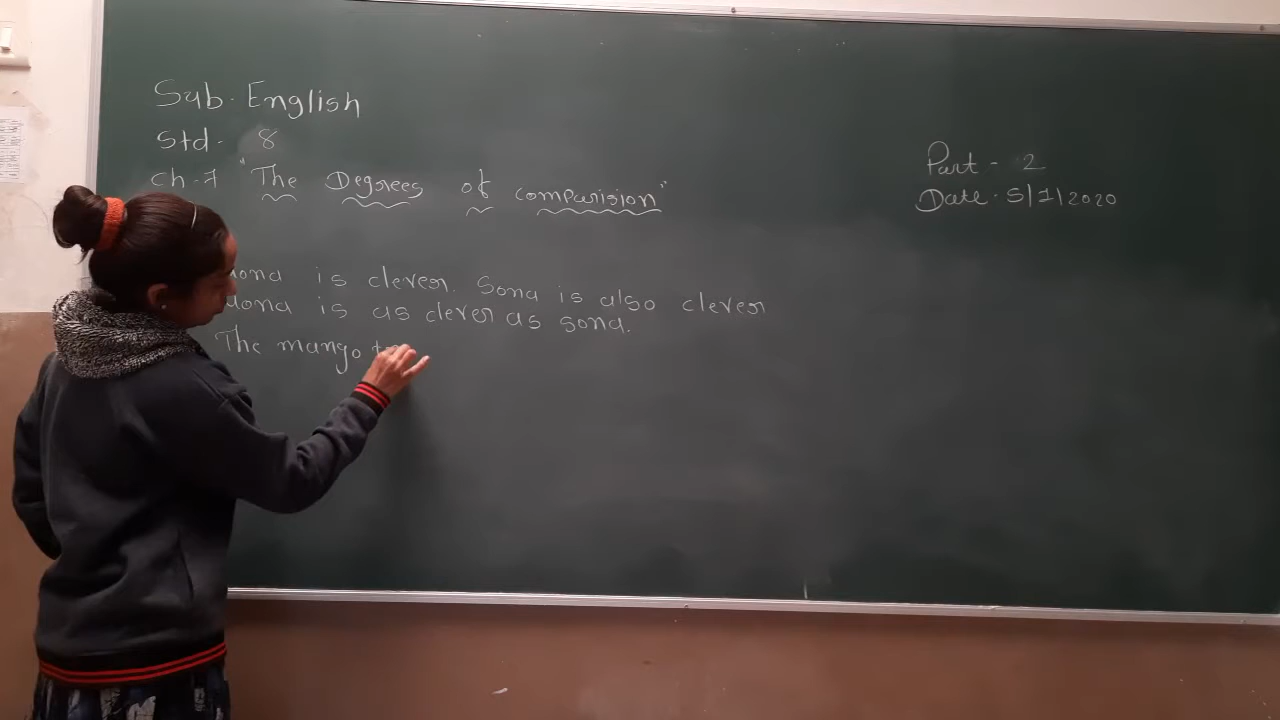 Sub. English
Std- 8
Ch-7 "The Degrees of comparision"
Part - 2
Date. 5/1/2020
is clever. Sona is also clever
is as clever as sona.
The mango